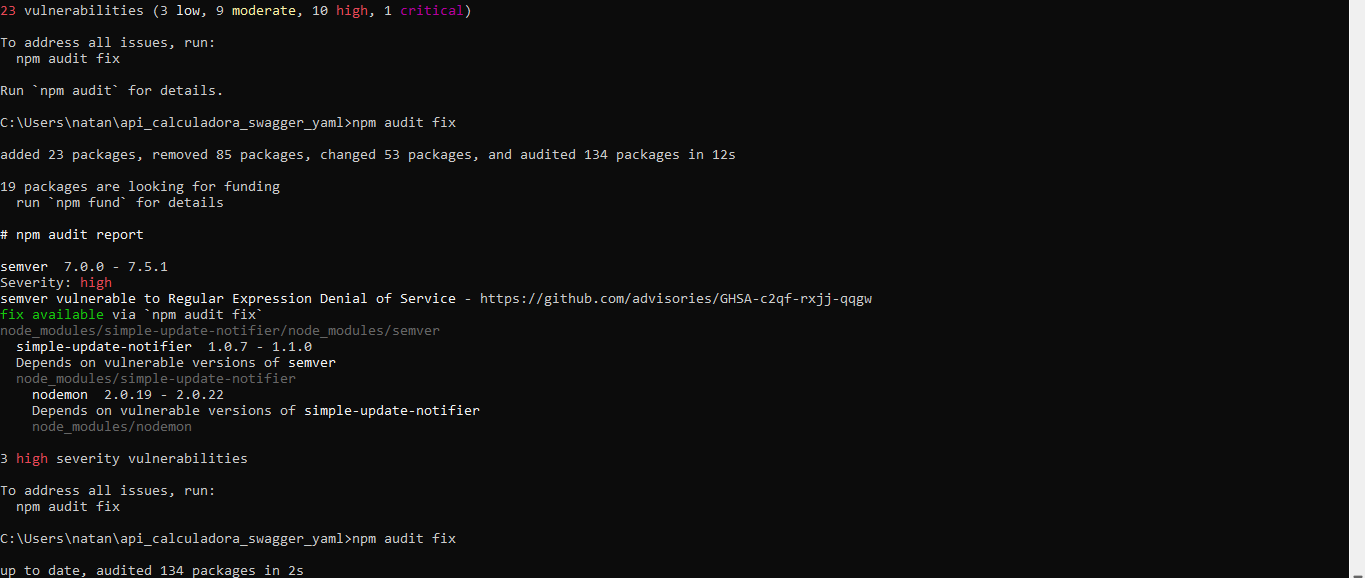 23 vulnerabilities (3 low, 9 moderate, 10 high, 1 critical)
To address all issues, run:
npm audit fix
Run `npm audit` for details.
C:\Users\natan\api_calculadora_swagger_yaml>npm audit fix
added 23 packages, removed 85 packages, changed 53 packages, and audited 134 packages in 12s
19 packages are looking for funding
run `npm fund` for details
# npm audit report
semver  7.0.0 - 7.5.1
Severity: high
semver vulnerable to Regular Expression Denial of Service - https://github.com/advisories/GHSA-c2qf-rxjj-qqgw
fix available via `npm audit fix`
node_modules/simple-update-notifier/node_modules/semver
simple-update-notifier  1.0.7 - 1.1.0
Depends on vulnerable versions of semver
node_modules/simple-update-notifier
nodemon  2.0.19 - 2.0.22
Depends on vulnerable versions of simple-update-notifier
node_modules/nodemon
3 high severity vulnerabilities
To address all issues, run:
npm audit fix
C:\Users\natan\api_calculadora_swagger_yaml>npm audit fix
up to date, audited 134 packages in 2s